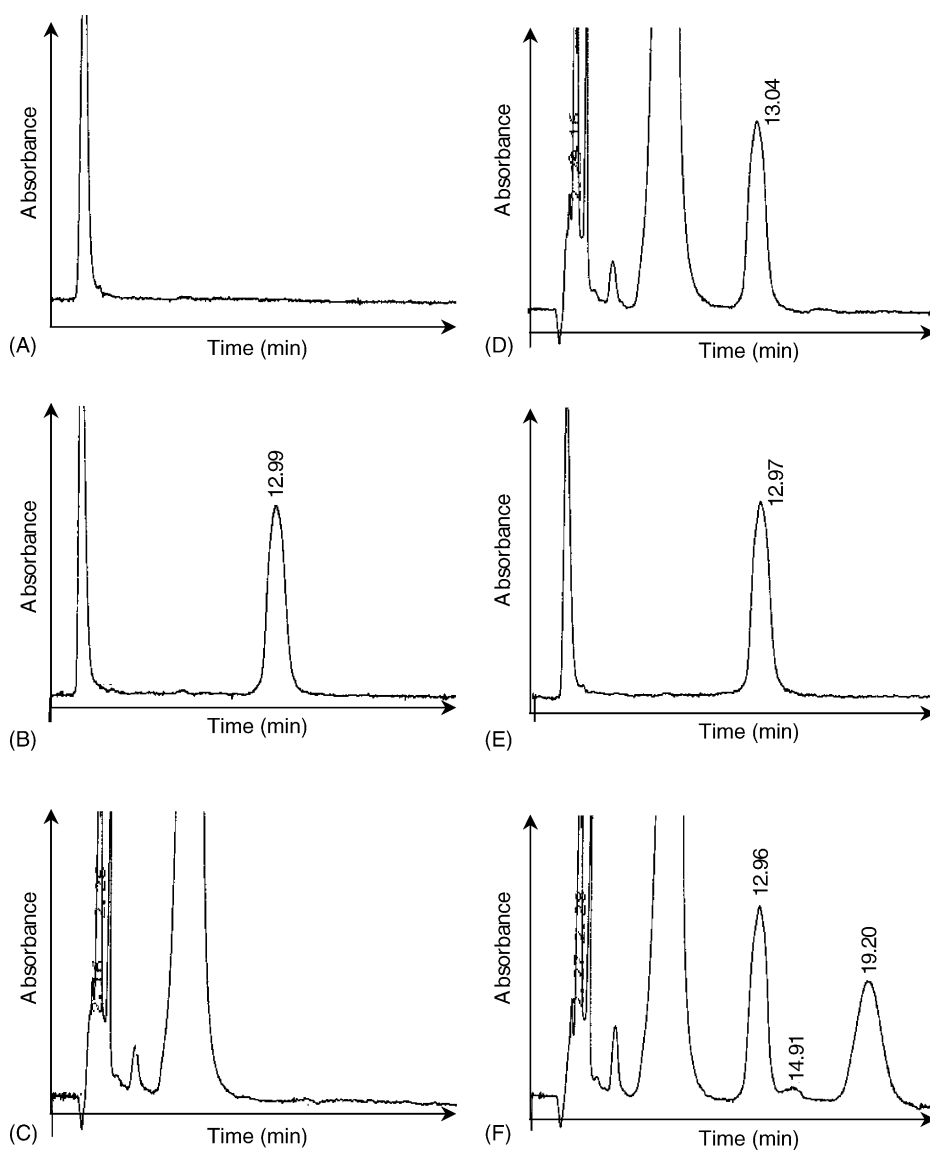 Absorbance
Time (min)
(A)
13.04
Absorbance
Time (min)
(D)
12.99
Absorbance
Time (min)
(B)
12.97
Absorbance
Time (min)
(E)
Absorbance
Time (min)
(C)
12.96
14.91
19.20
Absorbance
Time (min)
(F)